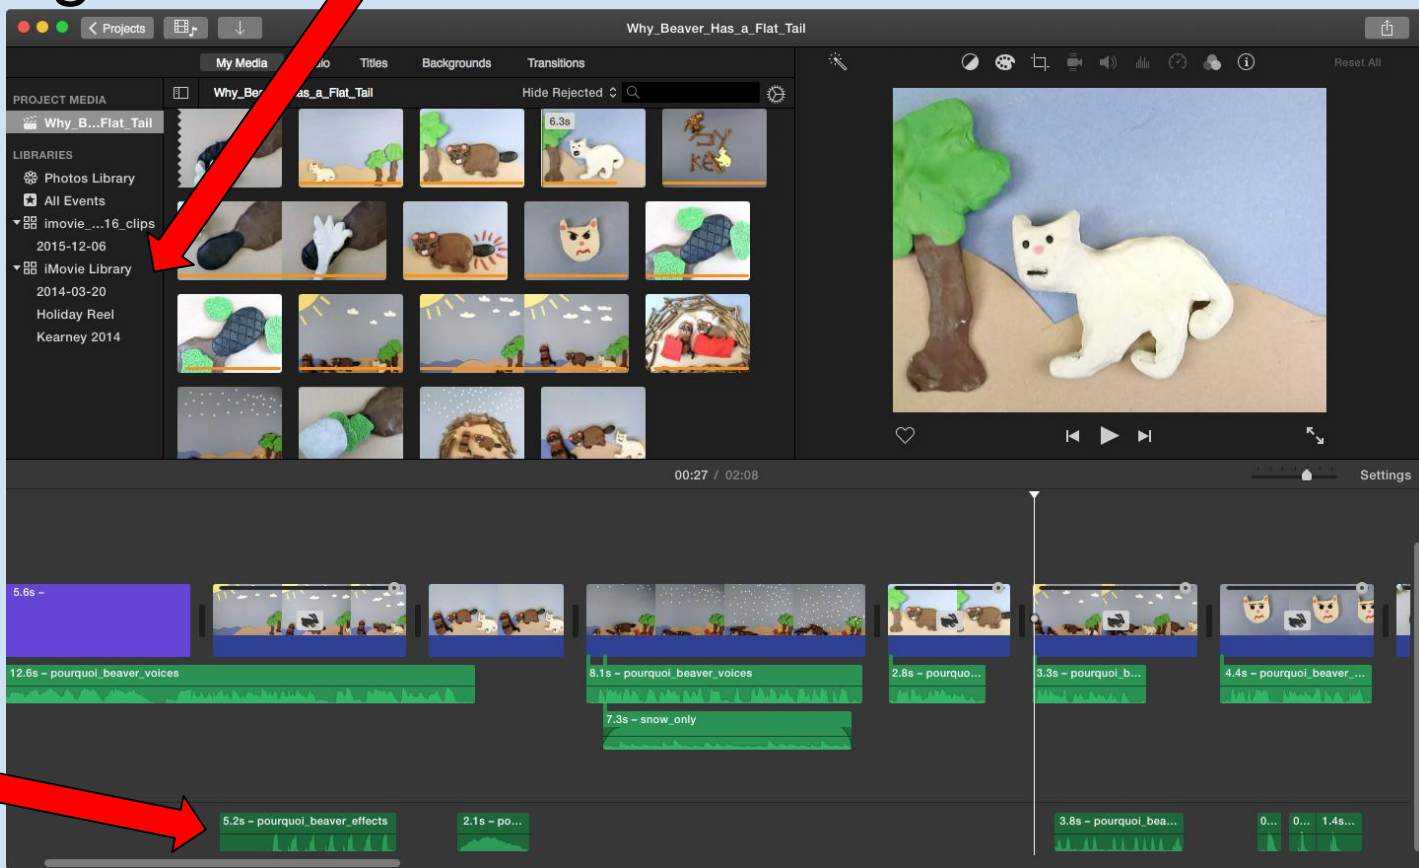 Projects
Why_Beaver_Has_a_Flat_Tail
My Media
Titles
Backgrounds
Transitions
Reset All
PROJECT MEDIA
Hide Rejected
Why_B...Flat_Tail
6.3s
LIBRARIES
Photos Library
All Events
imovie_...16_clips
2015-12-06
iMovie Library
2014-03-20
Holiday Reel
Kearney 2014
00:27 / 02:08
Settings
5.6s –
12.6s – pourquoi_beaver_voices
8.1s – pourquoi_beaver_voices
2.8s – pourquo...
3.3s – pourquoi_b...
4.4s – pourquoi_beaver_...
7.3s – snow_only
5.2s – pourquoi_beaver_effects
2.1s – po...
3.8s – pourquoi_bea...
0...
0...
1.4s...